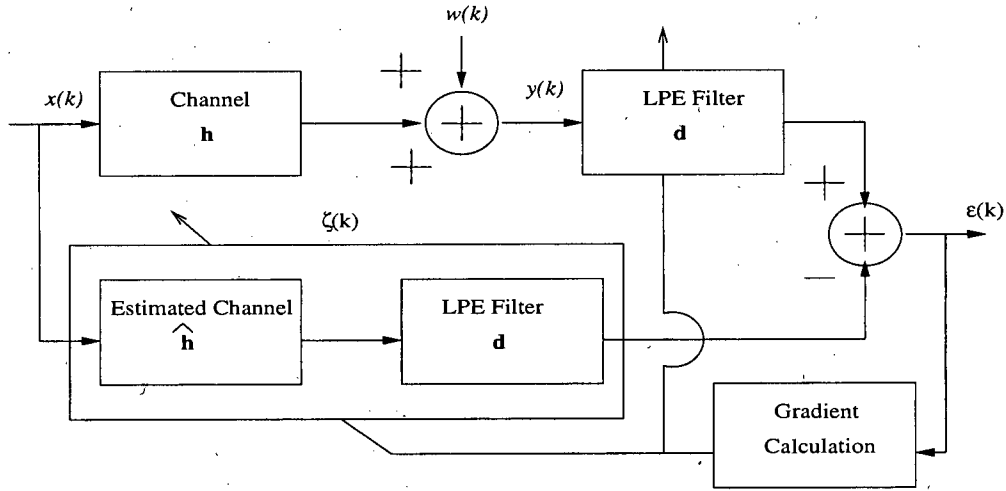 w(k)
x(k)
Channel
h
+
+
+
y(k)
LPE Filter
d
+
+
−
ε(k)
ζ(k)
Estimated Channel
ĥ
LPE Filter
d
Gradient
Calculation